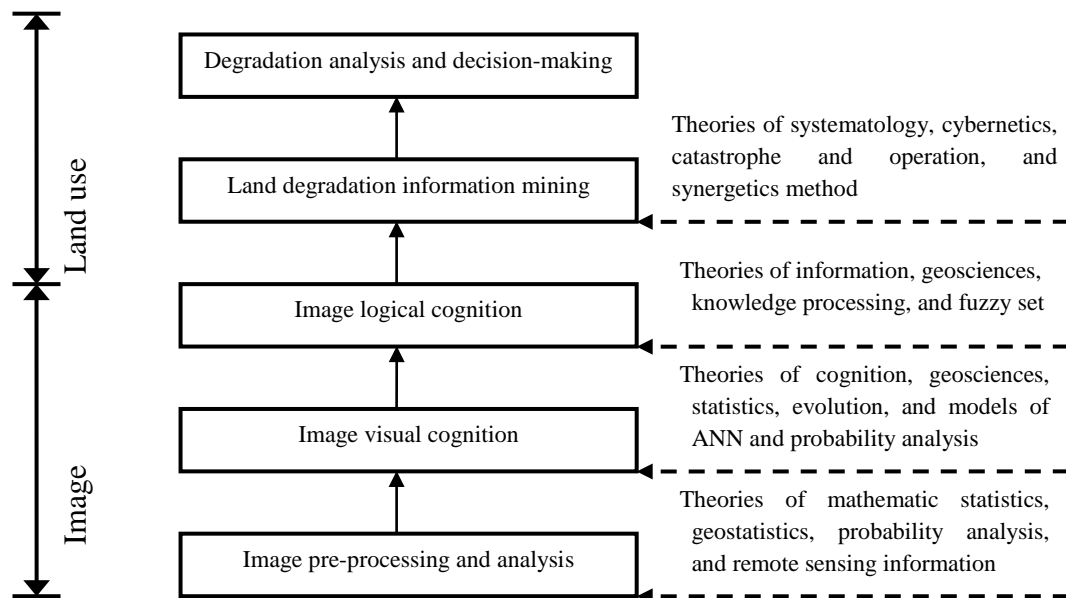 Degradation analysis and decision-making
Theories of systematology, cybernetics,
catastrophe and operation, and
synergetics method
Land degradation information mining
Land use
Theories of information, geosciences,
knowledge processing, and fuzzy set
Image logical cognition
Theories of cognition, geosciences,
statistics, evolution, and models of
ANN and probability analysis
Image visual cognition
Image
Theories of mathematic statistics,
geostatistics, probability analysis,
and remote sensing information
Image pre-processing and analysis